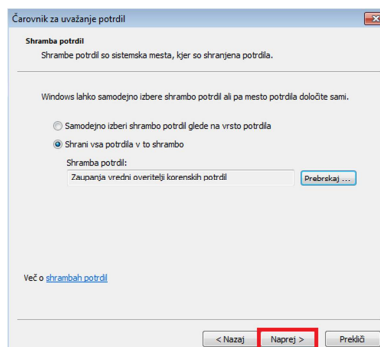 Čarovnik za uvažanje potrdil
Shramba potrdil
Shrambe potrdil so sistemska mesta, kjer so shranjena potrdila.
Windows lahko samodejno izbere shrambo potrdil ali pa mesto potrdila določite sami.
Samodejno izberi shrambo potrdil glede na vrsto potrdila
Shrani vsa potrdila v to shrambo
Shramba potrdil:
Zaupanja vredni overitelji korenskih potrdil
Prebrskaj ...
Več o shrambah potrdil
< Nazaj
Naprej >
Prekliči